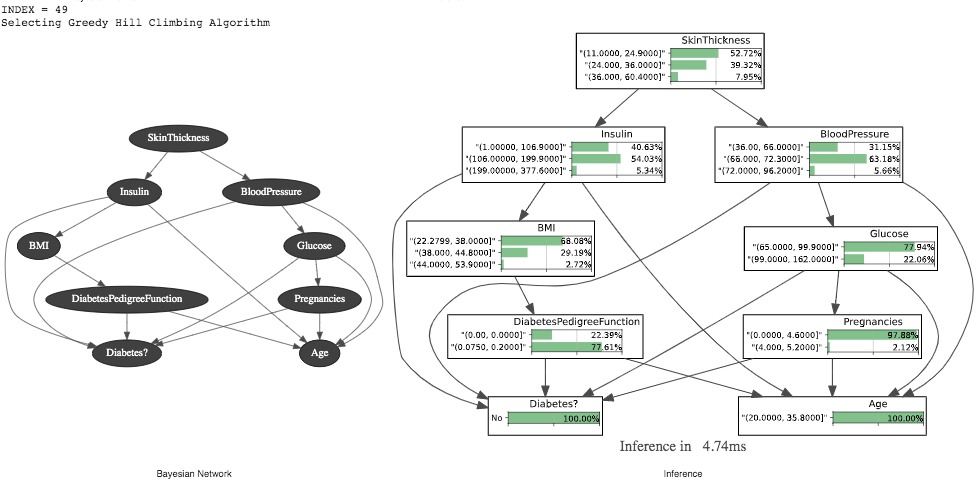 INDEX = 49
Selecting Greedy Hill Climbing Algorithm
SkinThickness
Insulin
BloodPressure
BMI
Glucose
DiabetesPedigreeFunction
Pregnancies
Diabetes?
Age
Bayesian Network
SkinThickness
"(11.0000, 24.9000]" 52.72%
"(24.000, 36.0000]" 39.32%
"(36.000, 60.4000]" 7.95%
Insulin
"(1.00000, 106.9000]" 40.63%
"(106.00000, 199.9000]" 54.03%
"(199.00000, 377.6000]" 5.34%
BloodPressure
"(36.00, 66.0000]" 31.15%
"(66.000, 72.3000]" 63.18%
"(72.0000, 96.2000]" 5.66%
BMI
"(22.2799, 38.0000]" 68.08%
"(38.000, 44.8000]" 29.19%
"(44.0000, 53.9000]" 2.72%
Glucose
"(65.0000, 99.9000]" 77.94%
"(99.0000, 162.0000]" 22.06%
DiabetesPedigreeFunction
"(0.00, 0.0000]" 22.39%
"(0.0750, 0.2000]" 77.61%
Pregnancies
"(0.0000, 4.6000]" 97.88%
"(4.000, 5.2000]" 2.12%
Diabetes?
No 100.00%
Age
"(20.0000, 35.8000]" 100.00%
Inference in 4.74ms
Inference